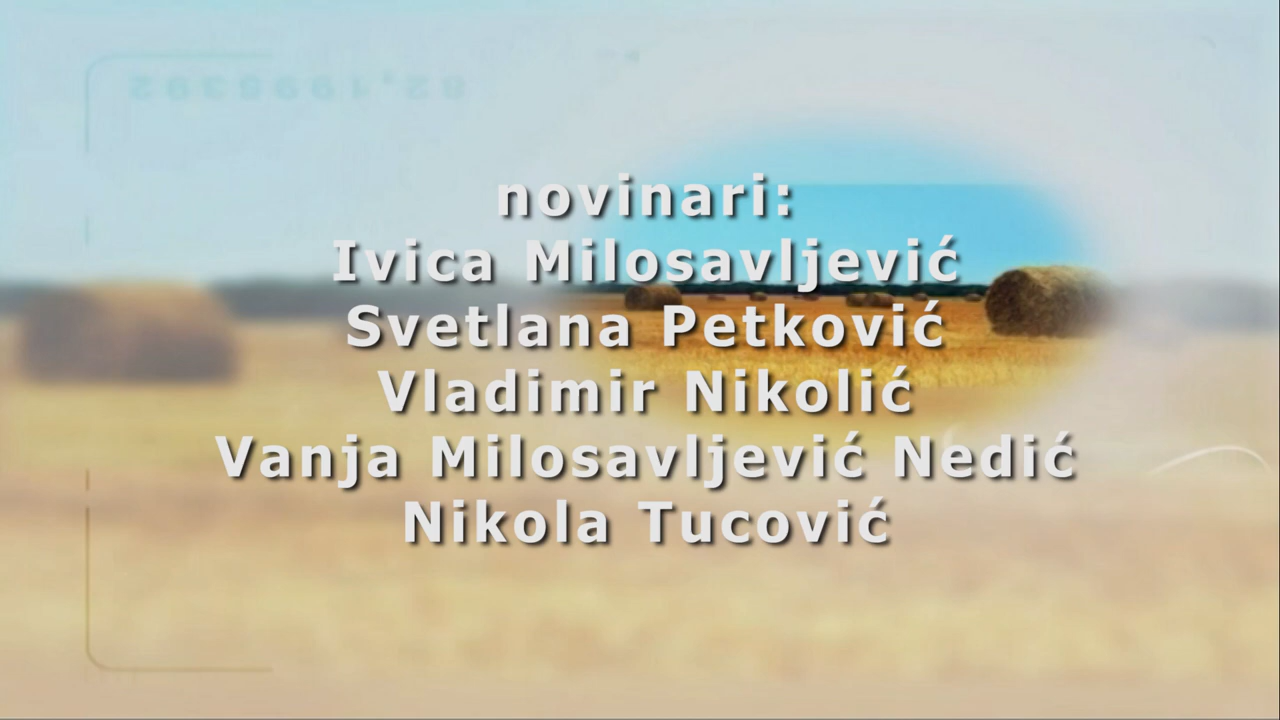 novinari:
Ivica Milosavljević
Svetlana Petković
Vladimir Nikolić
Vanja Milosavljević Nedić
Nikola Tucović